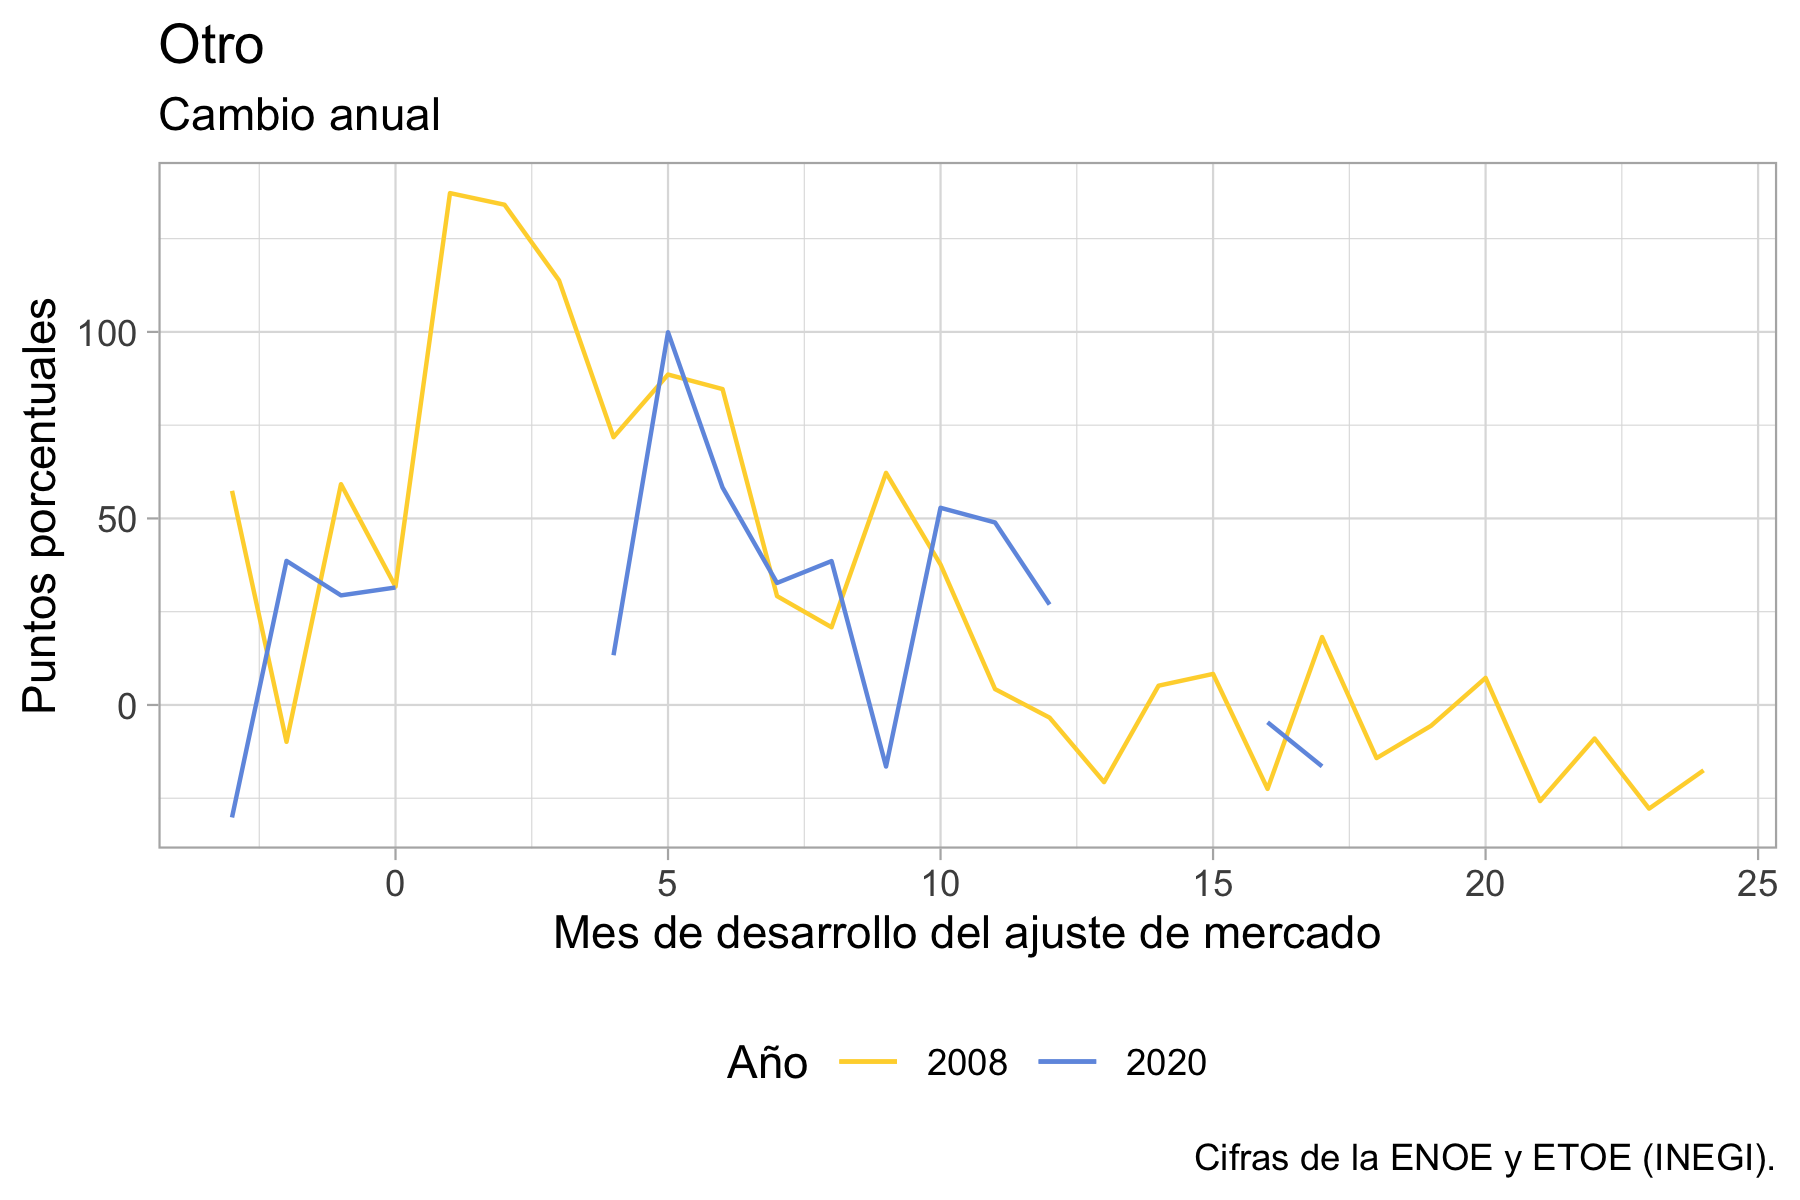 Otro
Cambio anual
Puntos porcentuales
100
50
0
0 5 10 15 20 25
Mes de desarrollo del ajuste de mercado
Año 2008 2020
Cifras de la ENOE y ETOE (INEGI).